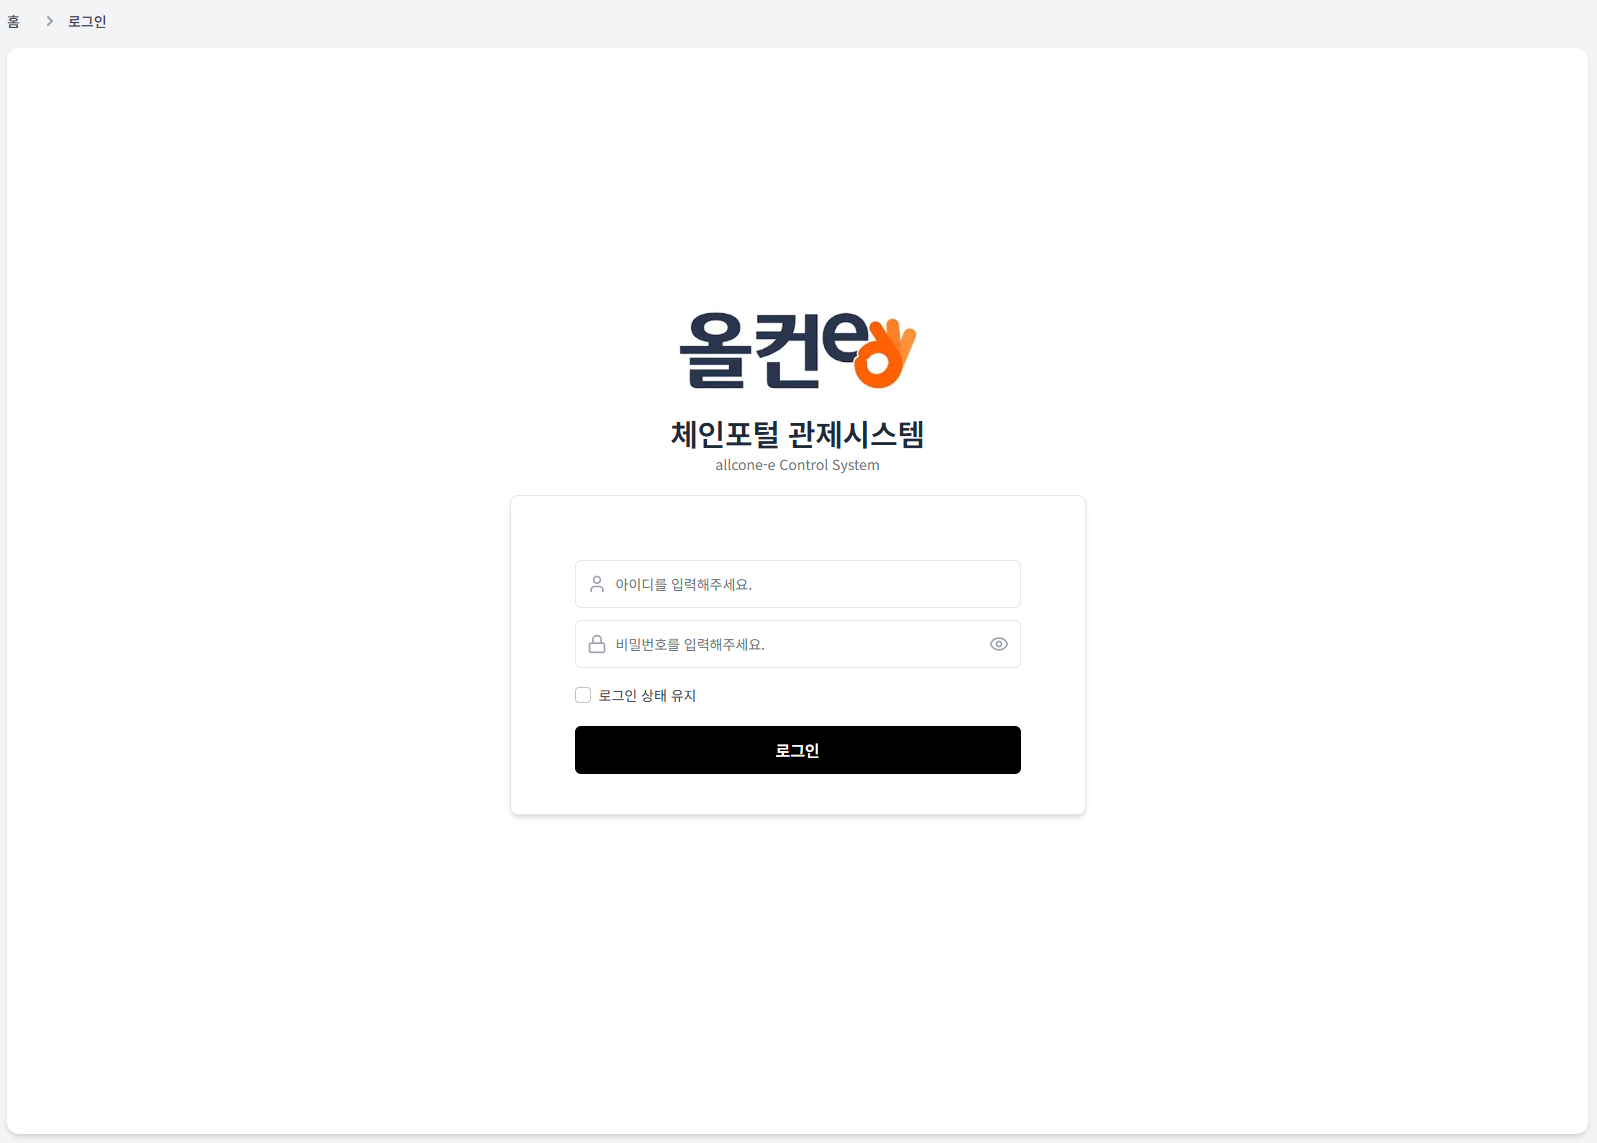 홈 > 로그인
올컨e
체인포털 관제시스템
allcone-e Control System
아이디를 입력해주세요.
비밀번호를 입력해주세요.
로그인 상태 유지
로그인